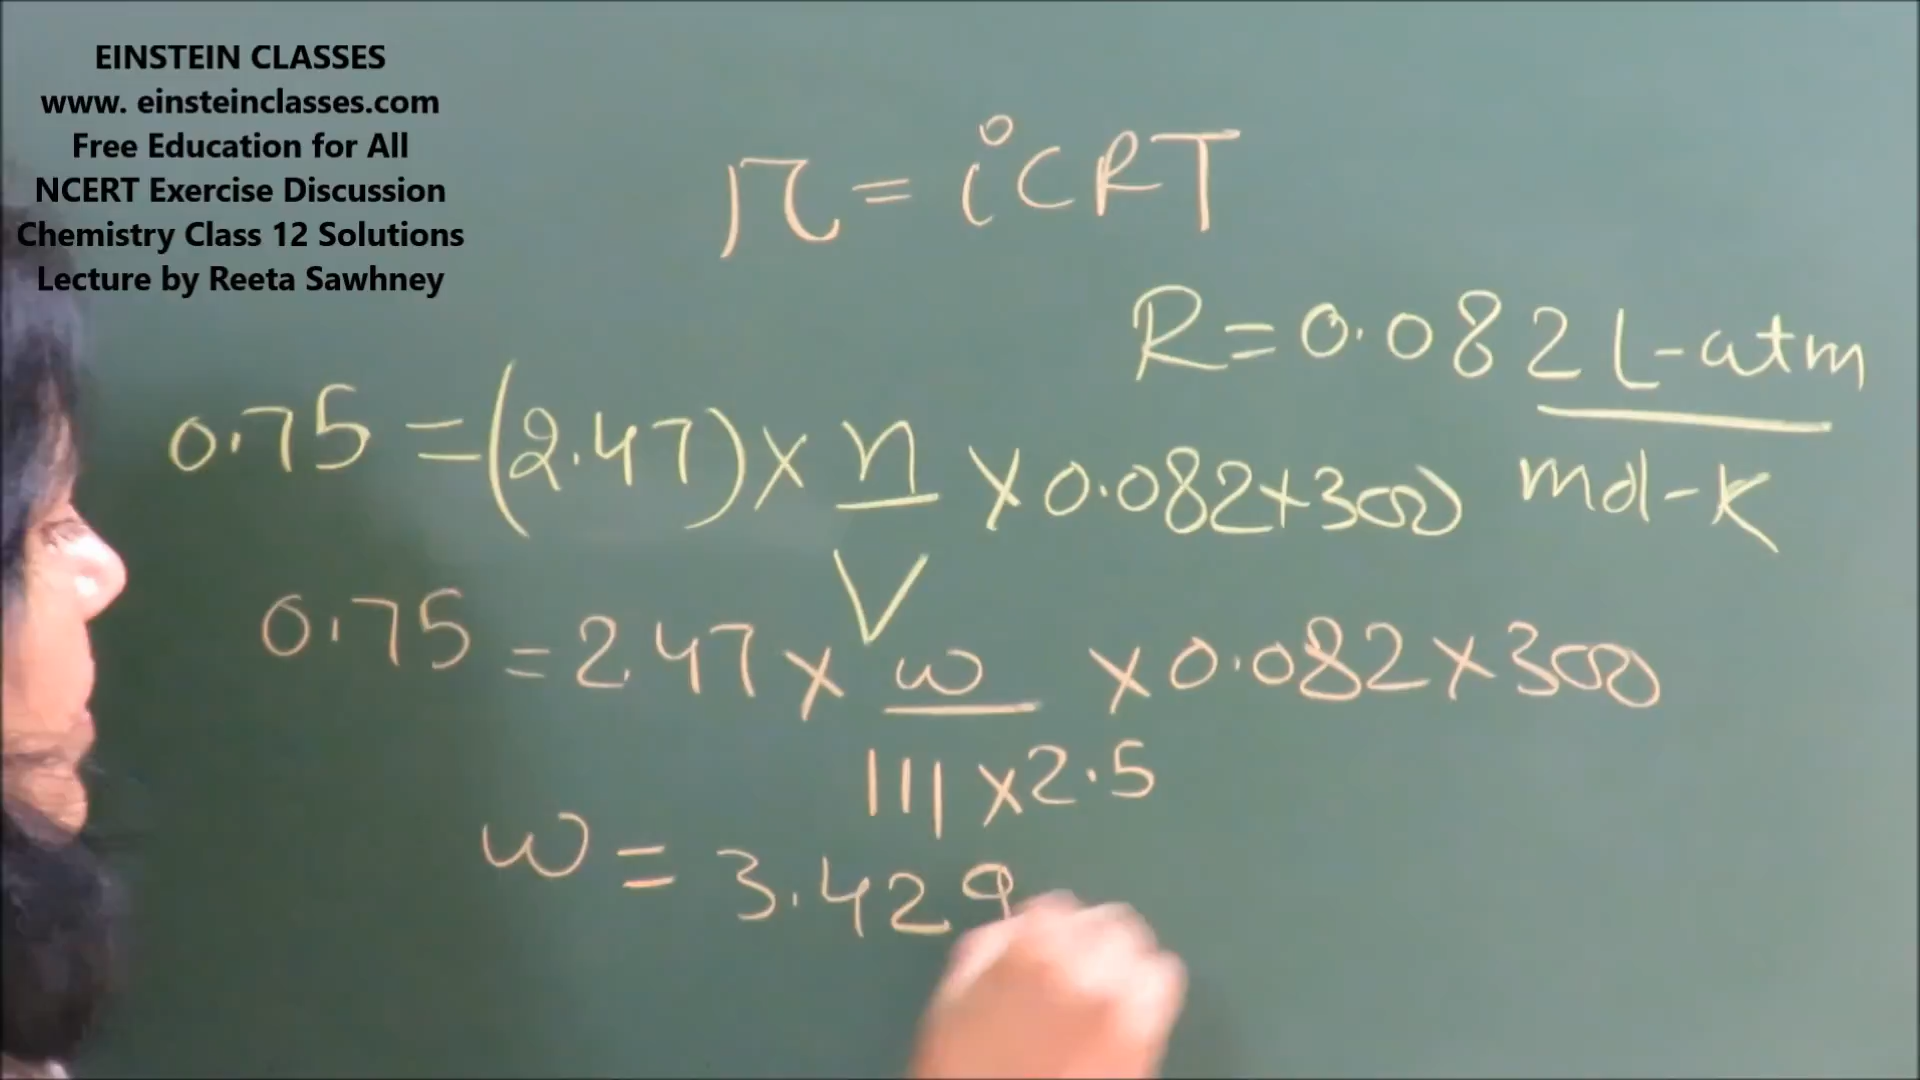 EINSTEIN CLASSES
www. einsteinclasses.com
Free Education for All
NCERT Exercise Discussion
Chemistry Class 12 Solutions
Lecture by Reeta Sawhney
π = iCRT
R = 0.082 L-atm
mol-K
0.75 = (2.47) × n × 0.082 × 300
V
0.75 = 2.47 × w × 0.082 × 300
111 × 2.5
w = 3.42 g